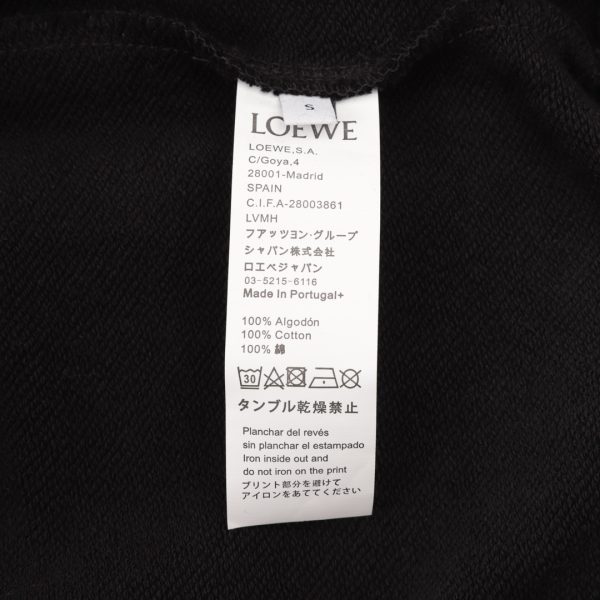 S
LOEWE
LOEWE,S.A.
C/Goya,4
28001-Madrid
SPAIN
C.I.F.A-28003861
LVMH
フアッツョン・グループ
シャパン株式会社
ロエベジャパン
03-5215-6116
Made In Portugal+
100% Algodón
100% Cotton
100% 綿
30
タンブル乾燥禁止
Planchar del revés
sin planchar el estampado
Iron inside out and
do not iron on the print
プリント部分を避けて
アイロンをあててください